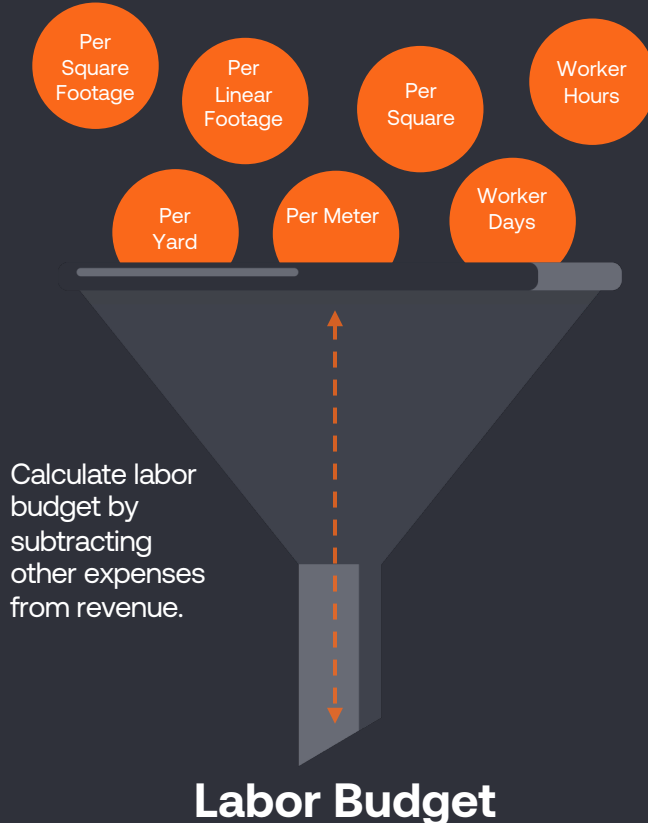 Per
Square
Footage
Per
Linear
Footage
Per
Square
Worker
Hours
Per
Yard
Per Meter
Worker
Days
Calculate labor
budget by
subtracting
other expenses
from revenue.
Labor Budget